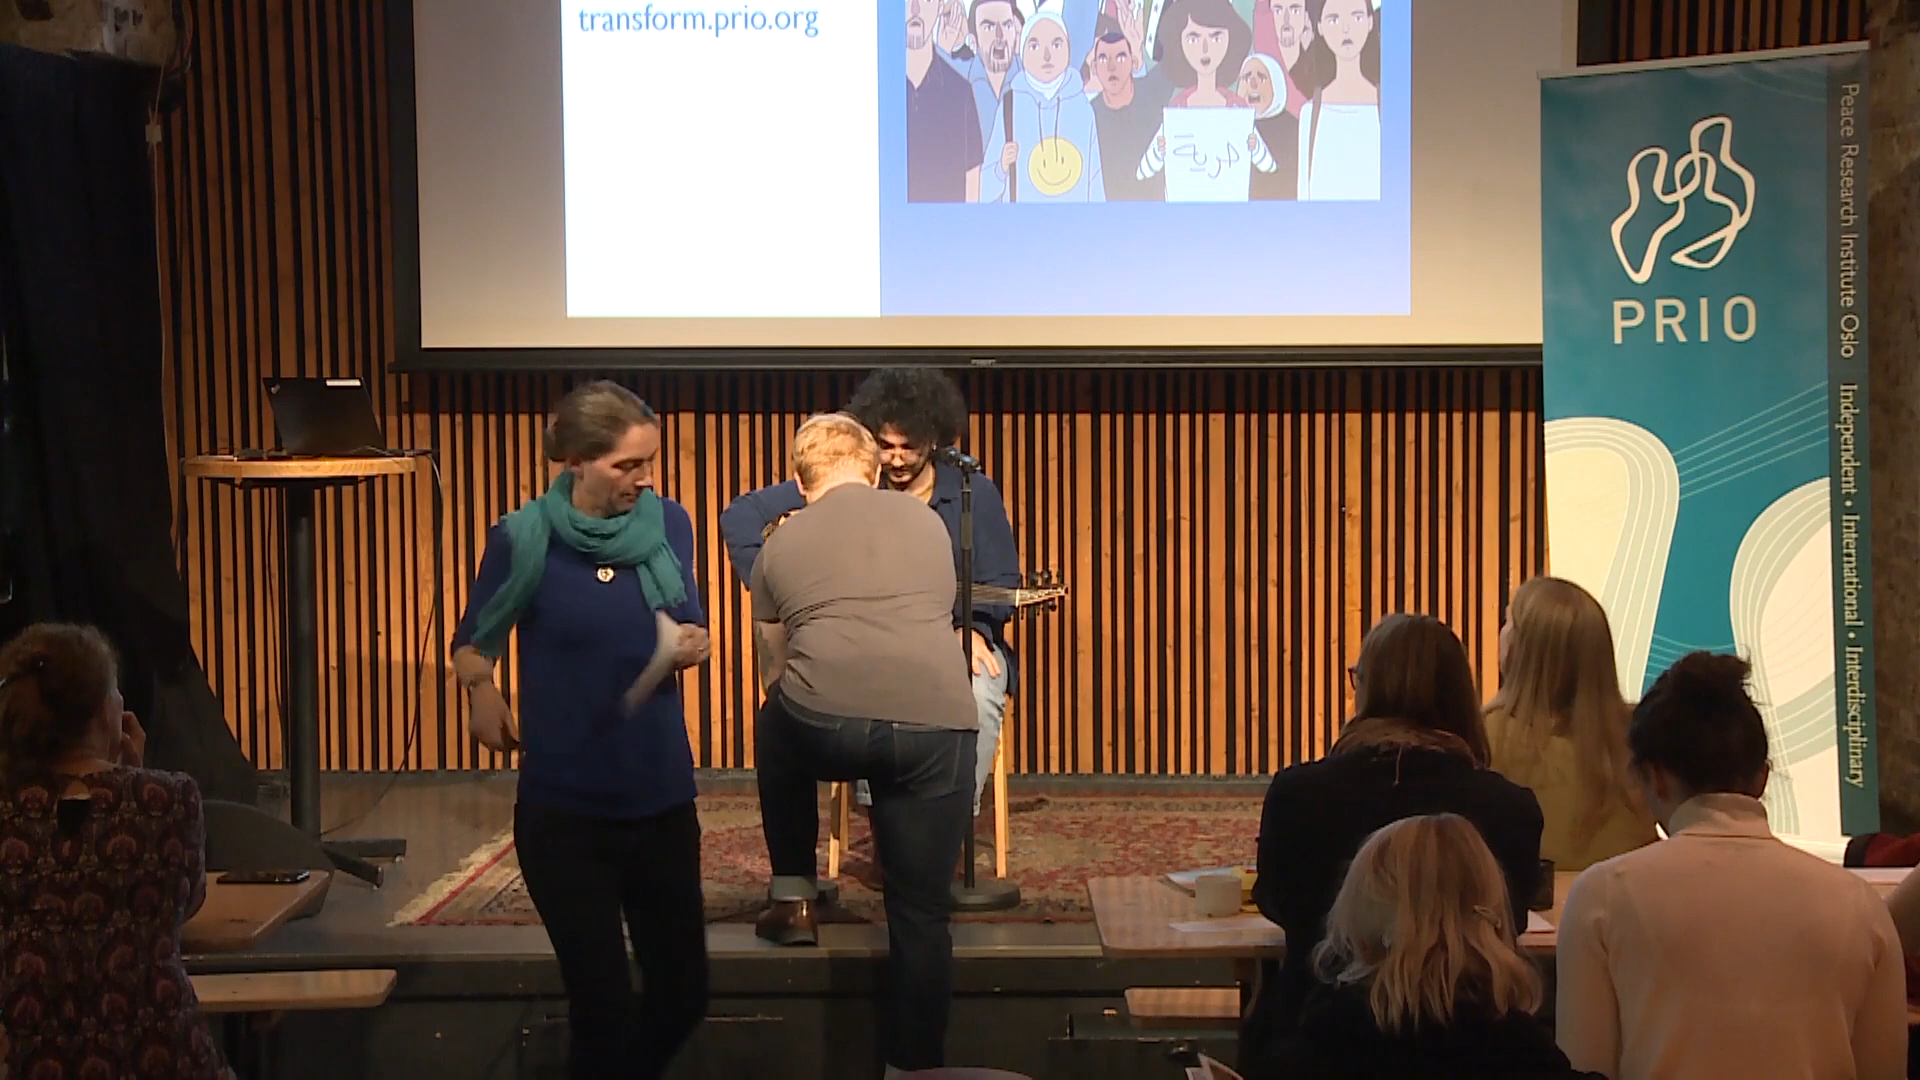 transform.prio.org
حرية
PRIO
Peace Research Institute Oslo Independent • International • Interdisciplinary